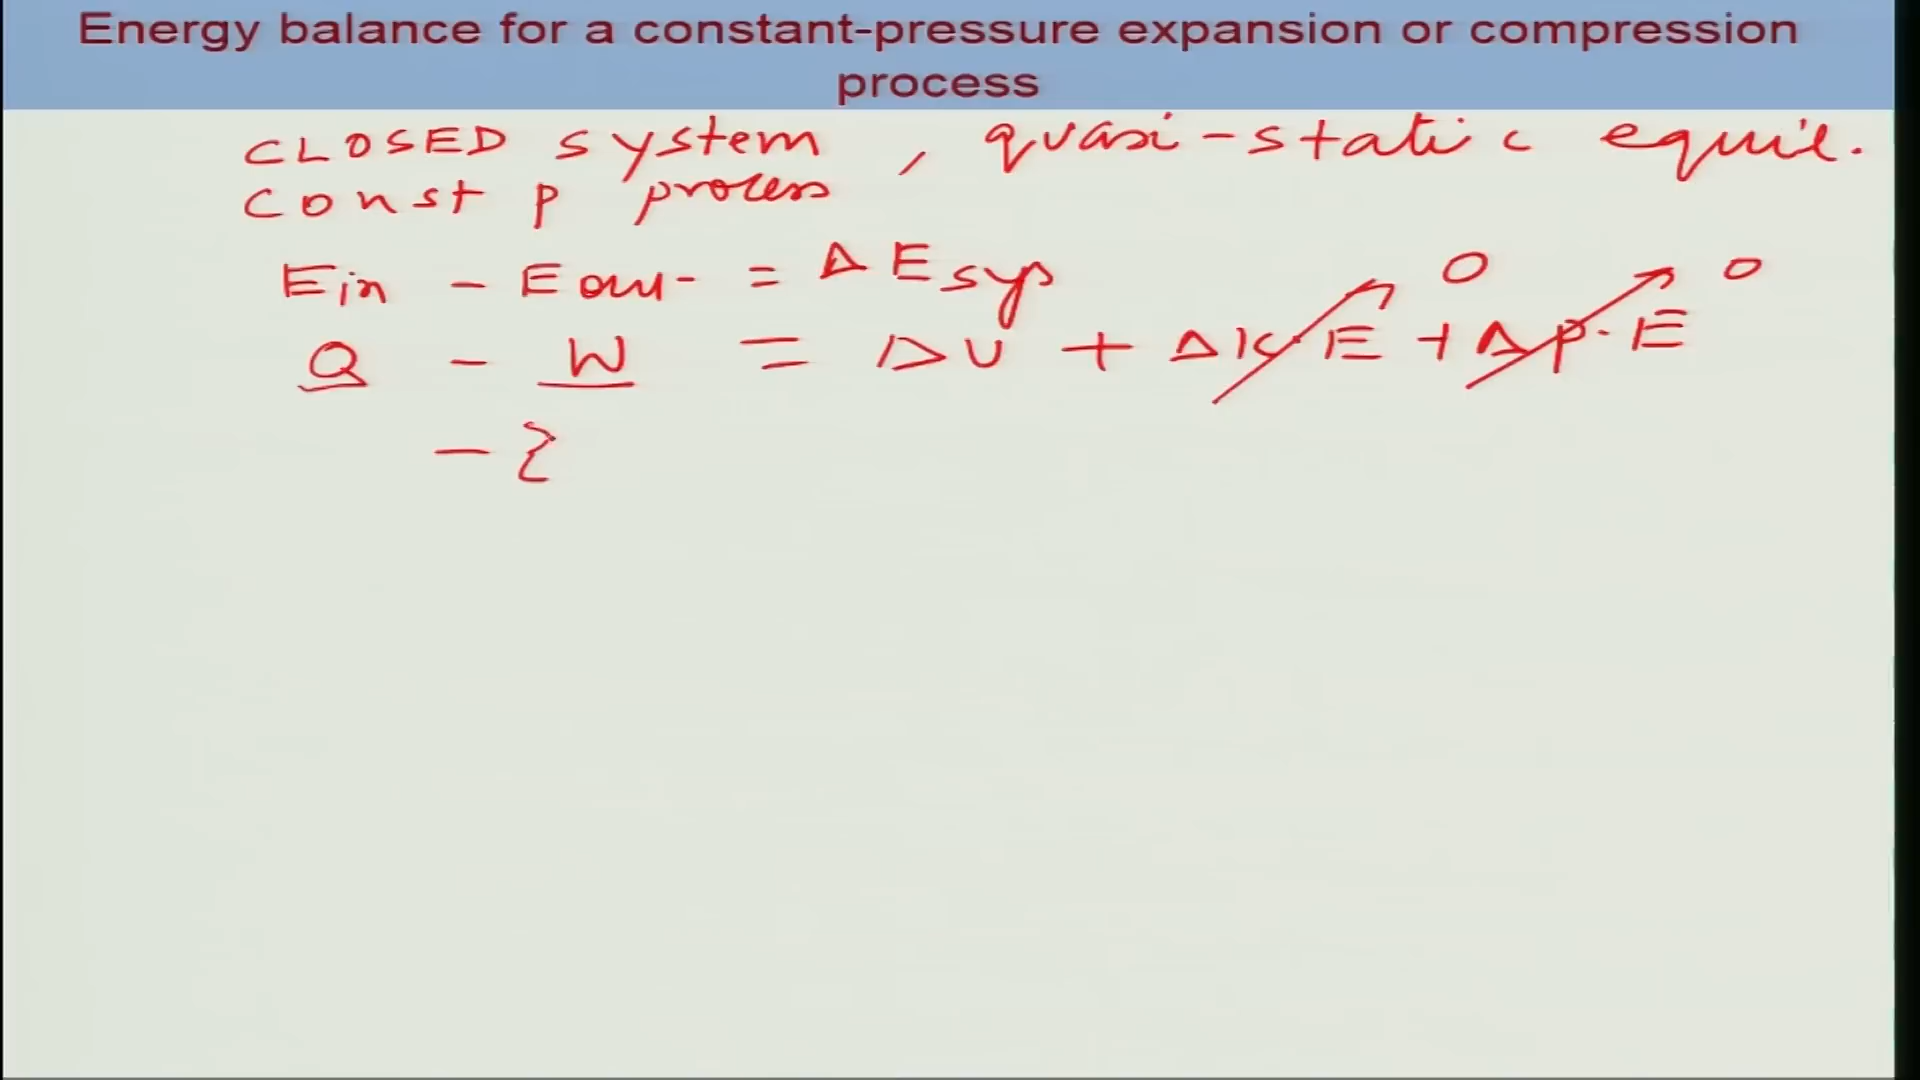 Energy balance for a constant-pressure expansion or compression
process
CLOSED system, quasi-static equil.
const p process
Ein - Eout = ΔEsys
Q - W = ΔU + ΔK.E 0 + ΔP.E 0
- Σ